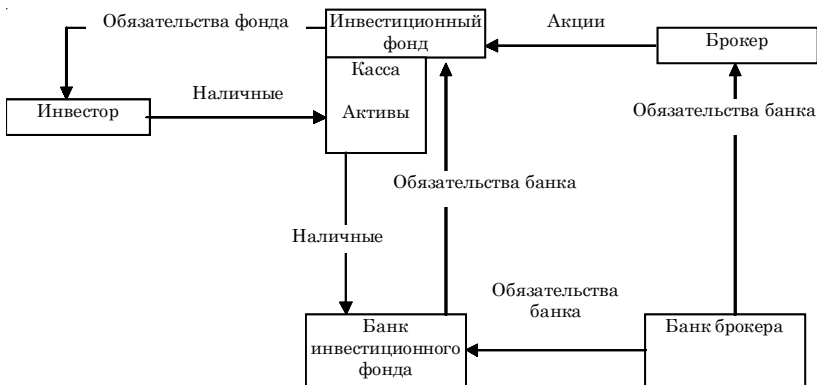 Обязательства фонда
Инвестиционный
фонд
Акции
Брокер
Касса
Активы
Инвестор
Наличные
Обязательства банка
Обязательства банка
Наличные
Обязательства
банка
Банк
инвестиционного
фонда
Банк брокера